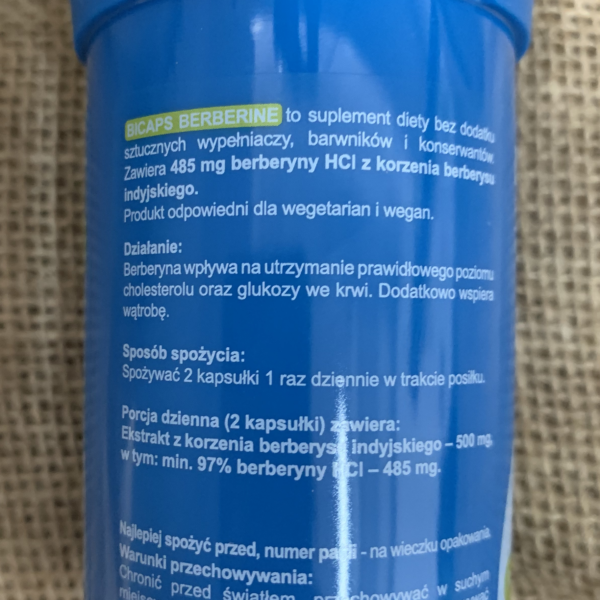 BICAPS BERBERINE to suplement diety bez dodatku
sztucznych wypełniaczy, barwników i konserwantów.
Zawiera 485 mg berberyny HCl z korzenia berberysu
indyjskiego.
Produkt odpowiedni dla wegetarian i wegan.
Działanie:
Berberyna wpływa na utrzymanie prawidłowego poziomu
cholesterolu oraz glukozy we krwi. Dodatkowo wspiera
wątrobę.
Sposób spożycia:
Spożywać 2 kapsułki 1 raz dziennie w trakcie posiłku.
Porcja dzienna (2 kapsułki) zawiera:
Ekstrakt z korzenia berberysu indyjskiego – 500 mg,
w tym: min. 97% berberyny HCl – 485 mg.
Najlepiej spożyć przed, numer partii - na wieczku opakowania.
Warunki przechowywania:
Chronić przed światłem, przechowywać w suchym